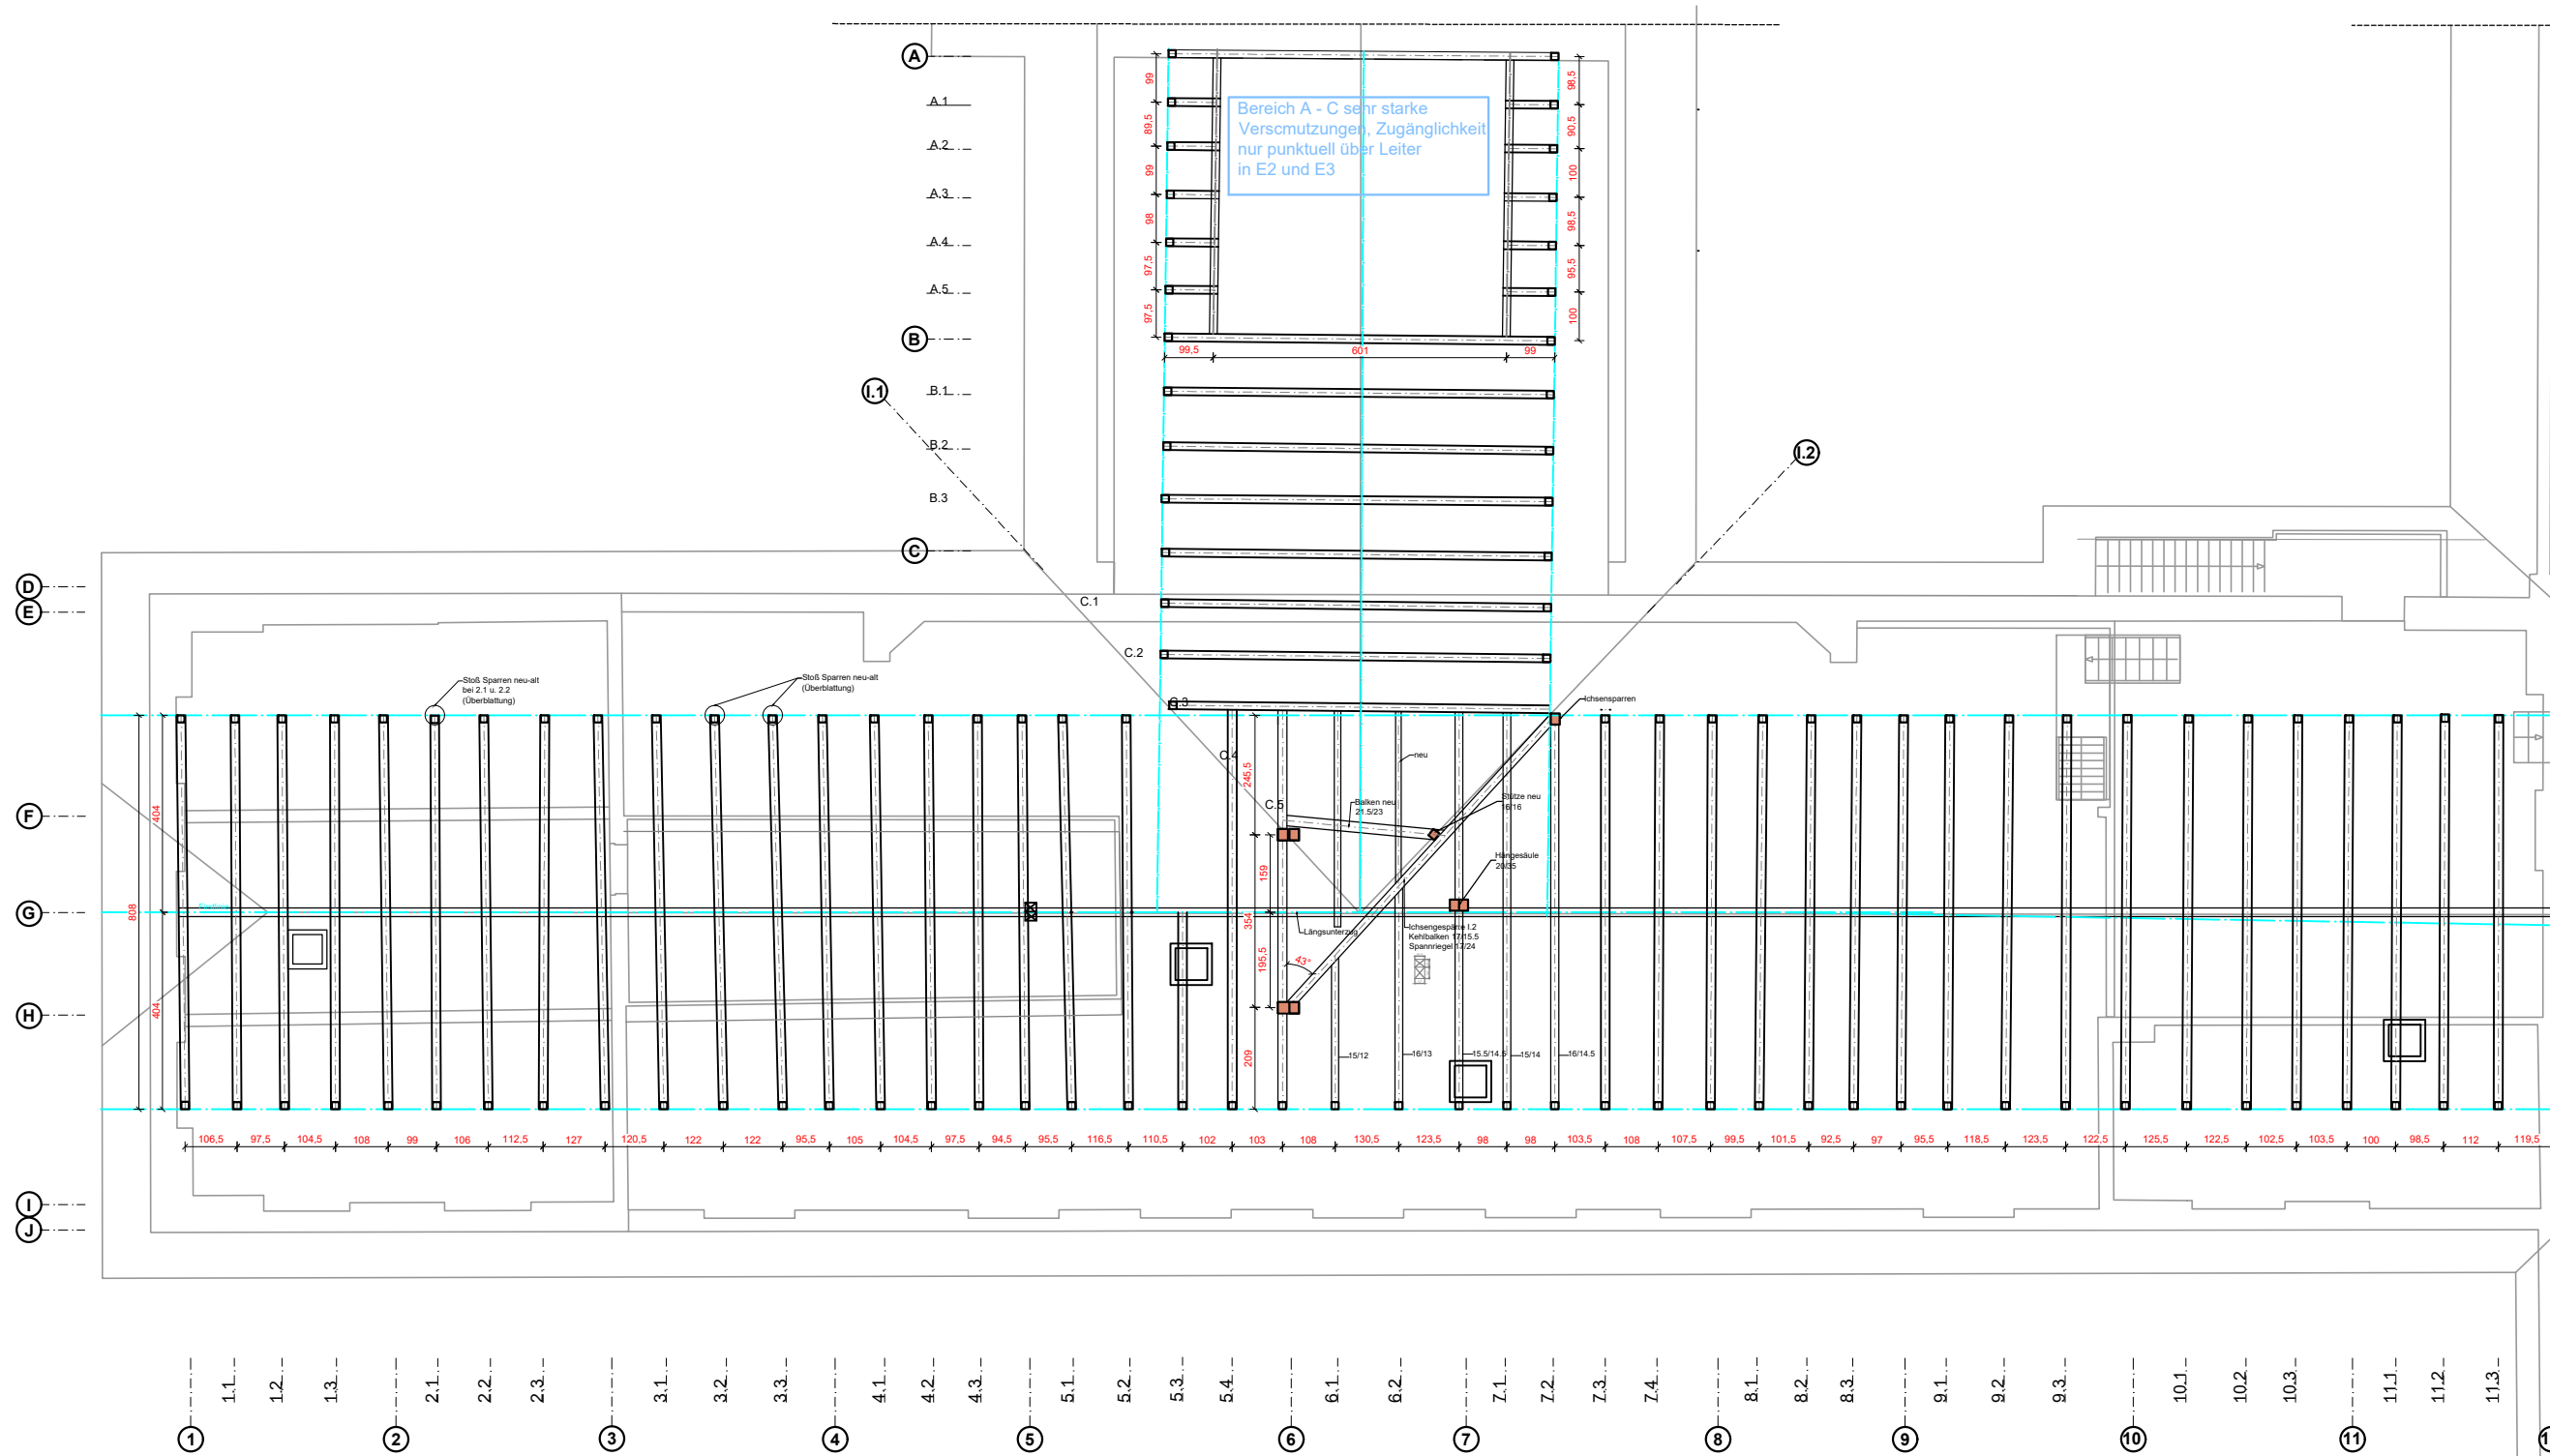 A
A.1
A.2
A.3
A.4
A.5
B
B.1
B.2
B.3
C
D
E
F
G
H
I
J
I.1
I.2
C.1
C.2
C.3
C.4
C.5
99
89,5
99
98
97,5
97,5
98,5
90,5
100
98,5
95,5
100
Bereich A - C sehr starke
Verscmutzungen, Zugänglichkeit
nur punktuell über Leiter
in E2 und E3
99,5
601
99
Stoß Sparren neu-alt
bei 2.1 u. 2.2
(Überblattung)
Stoß Sparren neu-alt
(Überblattung)
Ichsensparren
neu
Balken neu
21.5/23
Stütze neu
16/16
Hängesäule
20/35
Längsunterzug
Ichsengespärre I.2
Kehlbalken 17/15.5
Spannriegel 17/24
43°
245,5
159
354
195,5
209
808
404
404
15/12
16/13
15.5/14.5
15/14
16/14.5
106,5
97,5
104,5
108
99
106
112,5
127
120,5
122
122
95,5
105
104,5
97,5
94,5
95,5
116,5
110,5
102
103
108
130,5
123,5
98
98
103,5
108
107,5
99,5
101,5
92,5
97
95,5
118,5
123,5
122,5
125,5
122,5
102,5
103,5
100
98,5
112
119,5
1.1
1.2
1.3
2.1
2.2
2.3
3.1
3.2
3.3
4.1
4.2
4.3
5.1
5.2
5.3
5.4
6.1
6.2
7.1
7.2
7.3
7.4
8.1
8.2
8.3
9.1
9.2
9.3
10.1
10.2
10.3
11.1
11.2
11.3
1
2
3
4
5
6
7
8
9
10
11